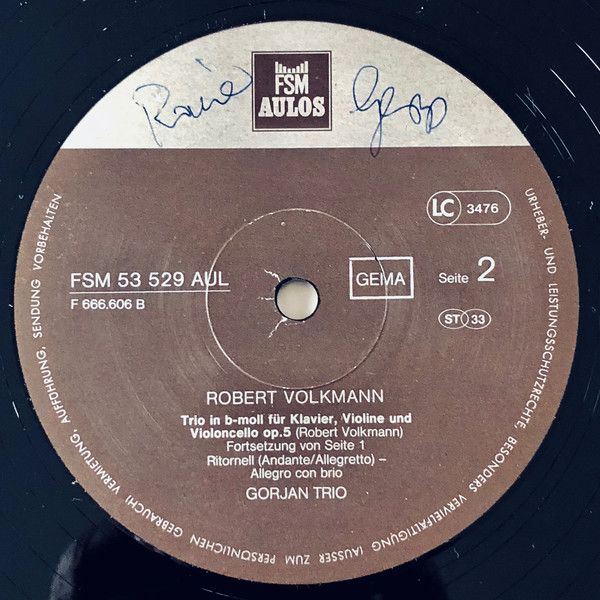 FSM
AULOS
LC 3476
FSM 53 529 AUL
F 666.606 B
GEMA
Seite 2
ST 33
ROBERT VOLKMANN
Trio in b-moll für Klavier, Violine und
Violoncello op.5 (Robert Volkmann)
Fortsetzung von Seite 1
Ritornell (Andante/Allegretto) –
Allegro con brio
GORJAN TRIO
URHEBER- UND LEISTUNGSSCHUTZRECHTE, BESONDERS VERVIELFÄLTIGUNG (AUSSER ZUM PERSÖNLICHEN GEBRAUCH) VERMIETUNG, AUFFÜHRUNG, SENDUNG VORBEHALTEN